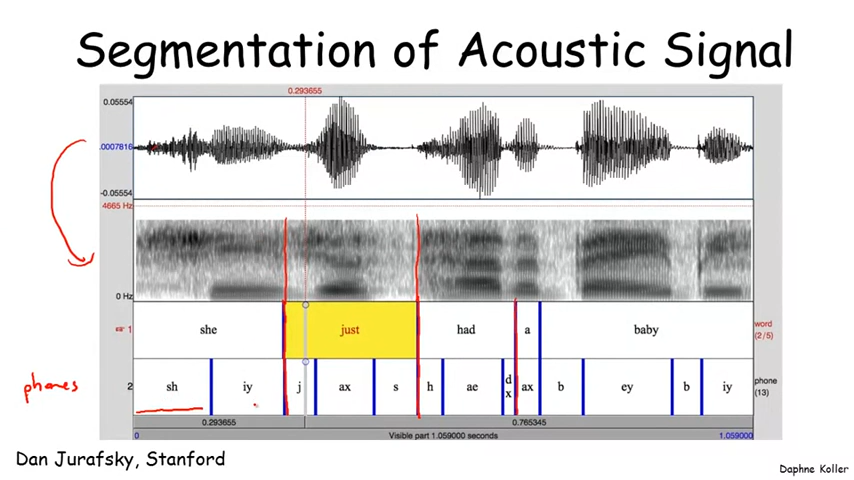 Segmentation of Acoustic Signal
0.293655
0.05554
.0007816
-0.05554
4665 Hz
0 Hz
1 she just had a baby word
(2/5)
phones 2 sh iy j ax s h ae dx ax b ey b iy phone
(13)
0.293655 0.765345
0 Visible part 1.059000 seconds 1.059000
Dan Jurafsky, Stanford
Daphne Koller